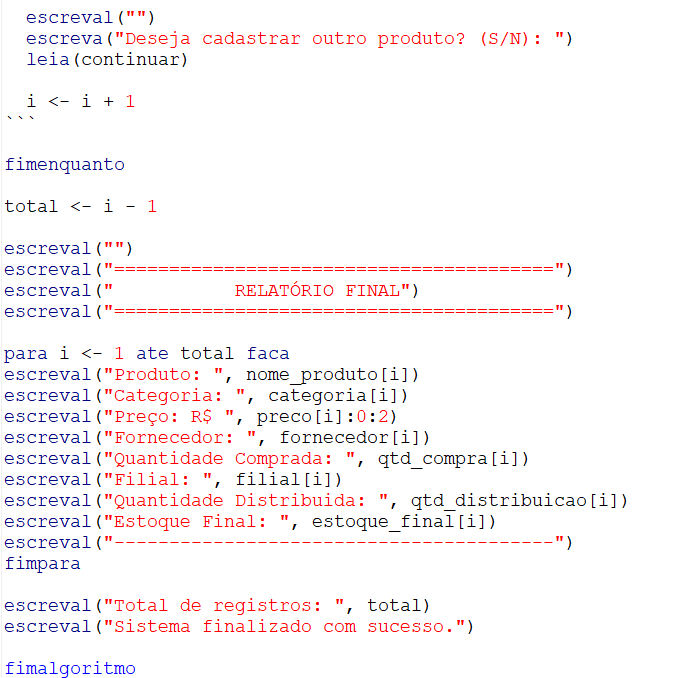 escreval("")
escreva("Deseja cadastrar outro produto? (S/N): ")
leia(continuar)
i <- i + 1
```
fimenquanto
total <- i - 1
escreval("")
escreval("========================================")
escreval("           RELATÓRIO FINAL")
escreval("========================================")
para i <- 1 ate total faca
escreval("Produto: ", nome_produto[i])
escreval("Categoria: ", categoria[i])
escreval("Preço: R$ ", preco[i]:0:2)
escreval("Fornecedor: ", fornecedor[i])
escreval("Quantidade Comprada: ", qtd_compra[i])
escreval("Filial: ", filial[i])
escreval("Quantidade Distribuida: ", qtd_distribuicao[i])
escreval("Estoque Final: ", estoque_final[i])
escreval("----------------------------------------")
fimpara
escreval("Total de registros: ", total)
escreval("Sistema finalizado com sucesso.")
fimalgoritmo